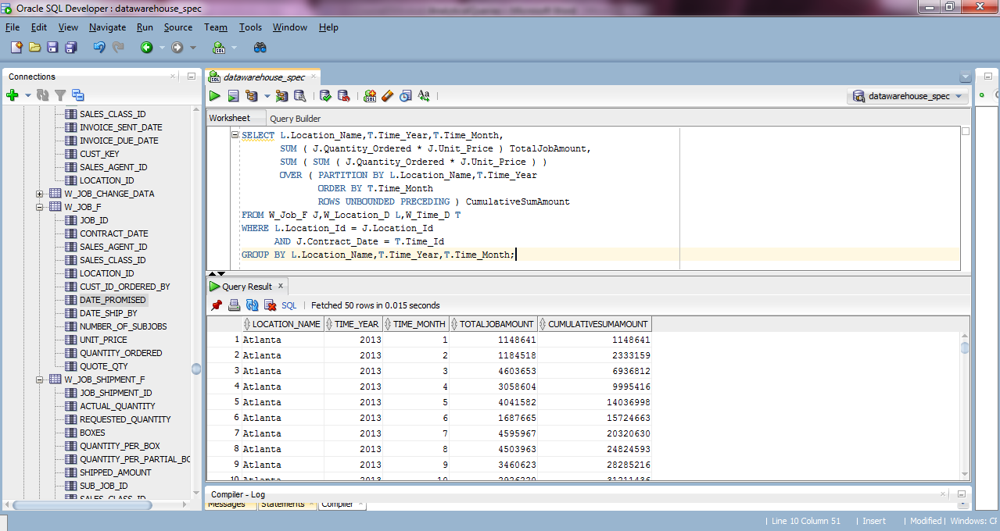 Oracle SQL Developer : datawarehouse_spec
File Edit View Navigate Run Source Team Tools Window Help
Connections
SALES_CLASS_ID
INVOICE_SENT_DATE
INVOICE_DUE_DATE
CUST_KEY
SALES_AGENT_ID
LOCATION_ID
W_JOB_CHANGE_DATA
W_JOB_F
JOB_ID
CONTRACT_DATE
SALES_AGENT_ID
SALES_CLASS_ID
LOCATION_ID
CUST_ID_ORDERED_BY
DATE_PROMISED
DATE_SHIP_BY
NUMBER_OF_SUBJOBS
UNIT_PRICE
QUANTITY_ORDERED
QUOTE_QTY
W_JOB_SHIPMENT_F
JOB_SHIPMENT_ID
ACTUAL_QUANTITY
REQUESTED_QUANTITY
BOXES
QUANTITY_PER_BOX
QUANTITY_PER_PARTIAL_BO
SHIPPED_AMOUNT
SUB_JOB_ID
SALES_CLASS_ID
datawarehouse_spec
datawarehouse_spec
Worksheet Query Builder
SELECT L.Location_Name,T.Time_Year,T.Time_Month,
SUM ( J.Quantity_Ordered * J.Unit_Price ) TotalJobAmount,
SUM ( SUM ( J.Quantity_Ordered * J.Unit_Price ) )
OVER ( PARTITION BY L.Location_Name,T.Time_Year
ORDER BY T.Time_Month
ROWS UNBOUNDED PRECEDING ) CumulativeSumAmount
FROM W_Job_F J,W_Location_D L,W_Time_D T
WHERE L.Location_Id = J.Location_Id
AND J.Contract_Date = T.Time_Id
GROUP BY L.Location_Name,T.Time_Year,T.Time_Month;
Query Result
SQL | Fetched 50 rows in 0.015 seconds
LOCATION_NAME TIME_YEAR TIME_MONTH TOTALJOBAMOUNT CUMULATIVESUMAMOUNT
1 Atlanta 2013 1 1148641 1148641
2 Atlanta 2013 2 1184518 2333159
3 Atlanta 2013 3 4603653 6936812
4 Atlanta 2013 4 3058604 9995416
5 Atlanta 2013 5 4041582 14036998
6 Atlanta 2013 6 1687665 15724663
7 Atlanta 2013 7 4595967 20320630
8 Atlanta 2013 8 4503963 24824593
9 Atlanta 2013 9 3460623 28285216
10 Atlanta 2013 10 2926220 31211436
Compiler - Log
Messages Statements Compiler
Line 10 Column 51 | Insert | Modified | Windows: CF